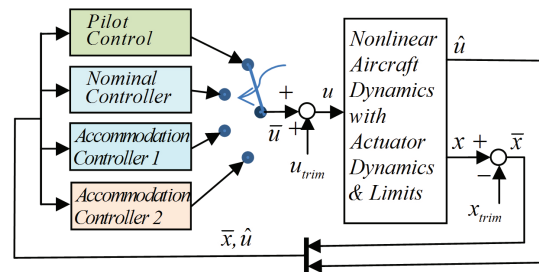 Pilot
Control
Nominal
Controller
Accommodation
Controller 1
Accommodation
Controller 2
+
u̅
+
u
u_trim
Nonlinear
Aircraft
Dynamics
with
Actuator
Dynamics
& Limits
û
x
+
x̅
−
x_trim
x̅, û